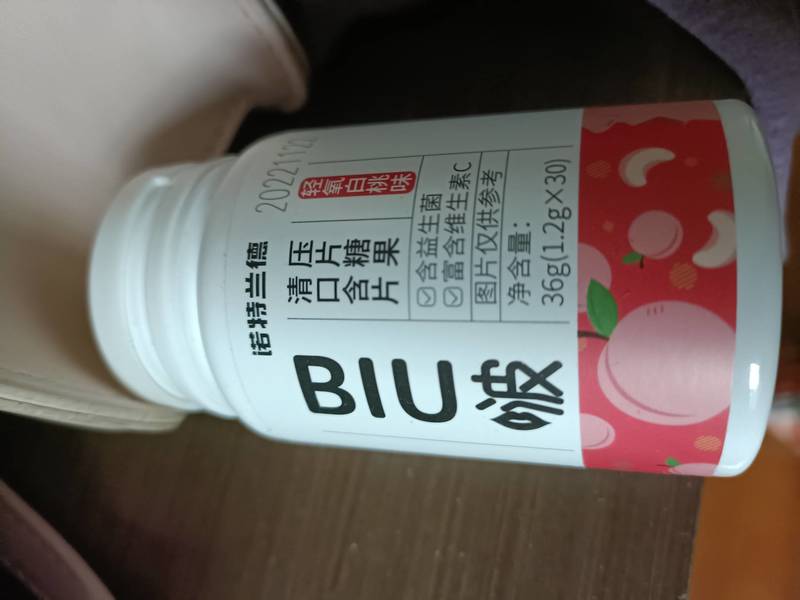 诺特兰德
20221122
BIU啵
清口含片
压片糖果
轻氧白桃味
含益生菌
富含维生素C
图片仅供参考
净含量：
36g(1.2g×30)